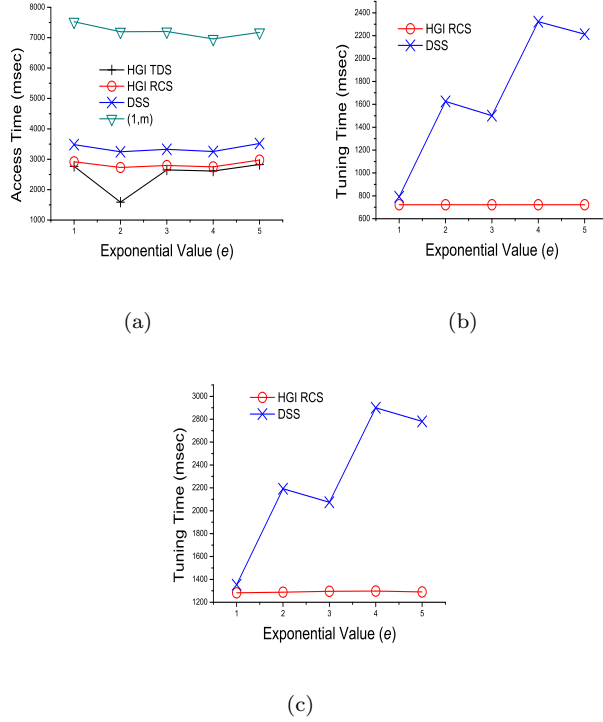 8000
7000
6000
5000
4000
3000
2000
1000
Access Time (msec)
HGI TDS
HGI RCS
DSS
(1,m)
1 2 3 4 5
Exponential Value (e)
(a)
2600
2400
2200
2000
1800
1600
1400
1200
1000
800
600
Tuning Time (msec)
HGI RCS
DSS
1 2 3 4 5
Exponential Value (e)
(b)
3000
2800
2600
2400
2200
2000
1800
1600
1400
1200
Tuning Time (msec)
HGI RCS
DSS
1 2 3 4 5
Exponential Value (e)
(c)